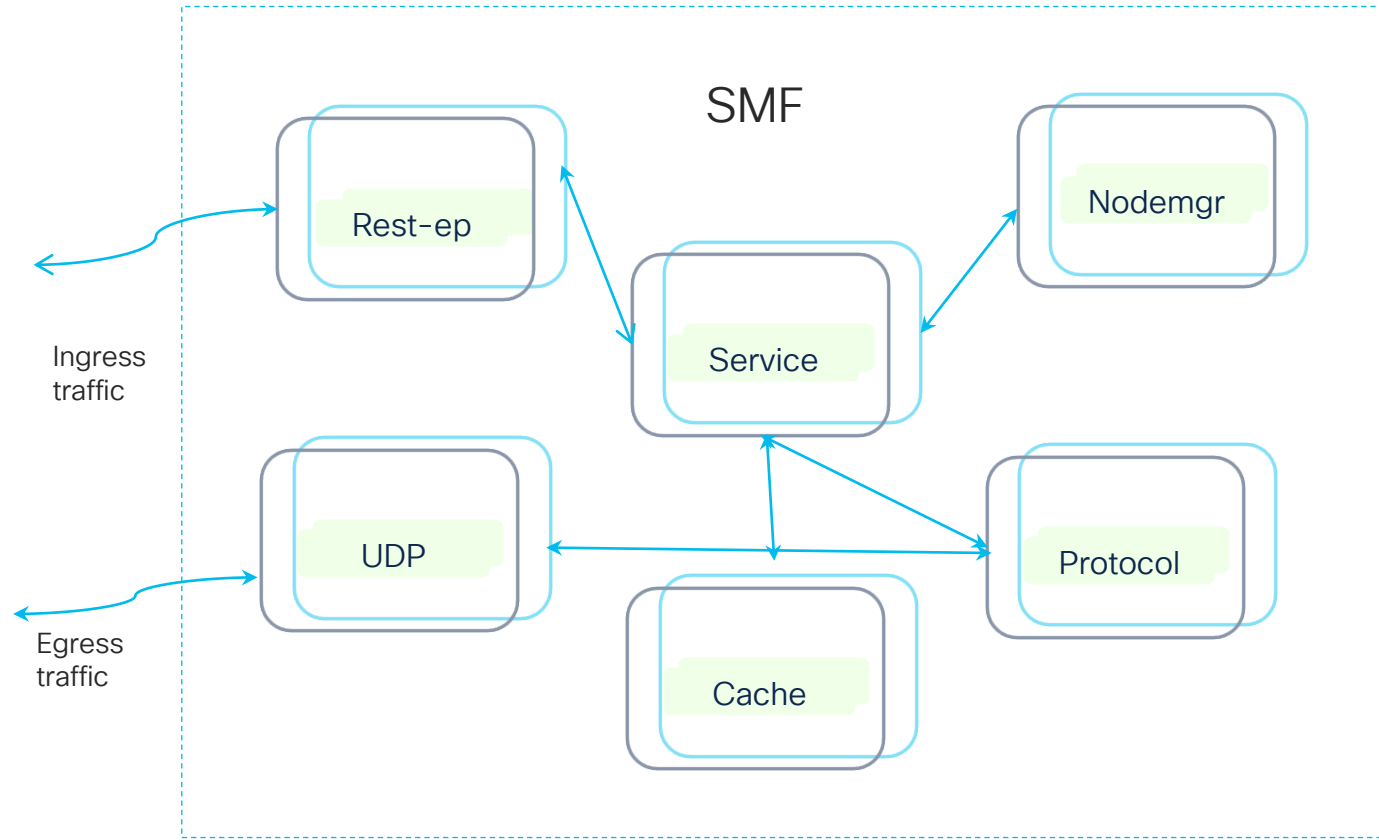 SMF
Rest-ep
Nodemgr
Service
Ingress
traffic
UDP
Protocol
Egress
traffic
Cache